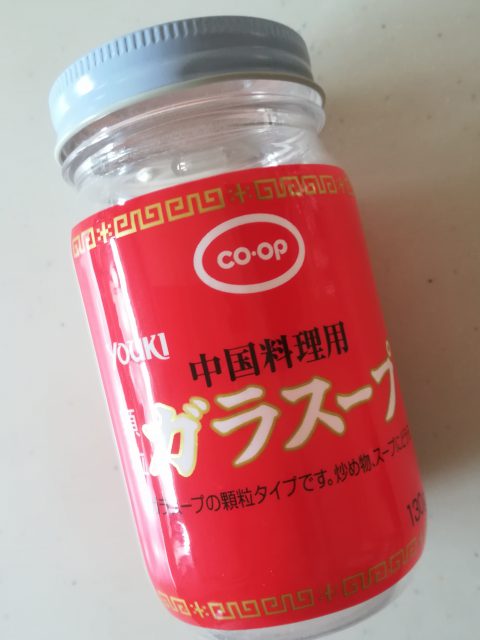 co·op
YOUKI
中国料理用
ガラスープ
スープの顆粒タイプです。炒め物、スープに
130